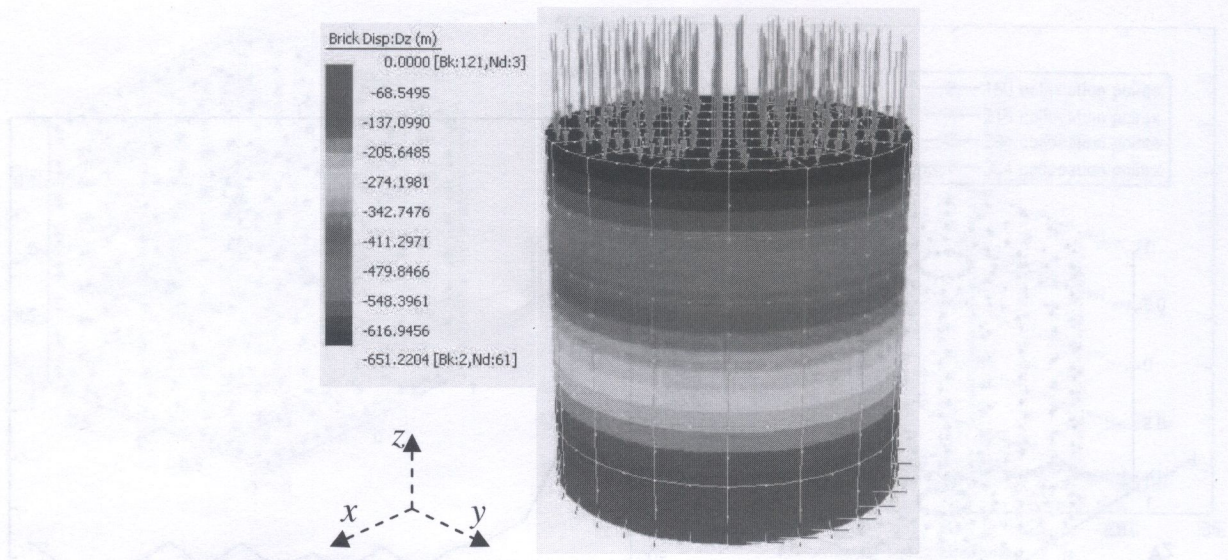 Brick Disp:Dz (m)
0.0000 [Bk:121,Nd:3]
-68.5495
-137.0990
-205.6485
-274.1981
-342.7476
-411.2971
-479.8466
-548.3961
-616.9456
-651.2204 [Bk:2,Nd:61]
z
x
y